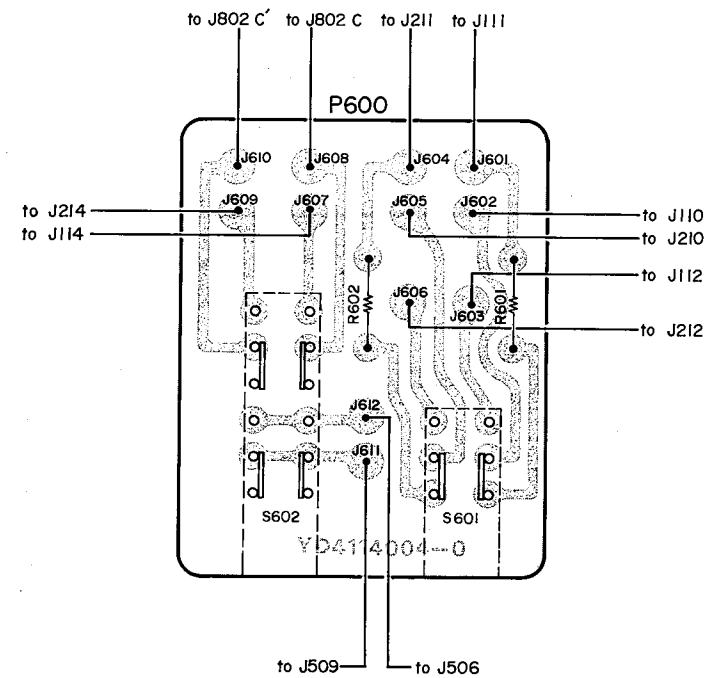 to J802 C′ to J802 C to J211 to J111
P600
J610 J608 J604 J601
J609 J607 J605 J602
to J214
to J110
to J114
to J210
to J112
J606
J603
R602
R601
to J212
J612
J611
S602
S601
YD4114004-0
to J509
to J506